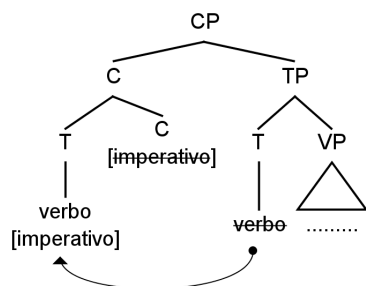 CP
C TP
T C T VP
[imperativo]
verbo
[imperativo] verbo .........